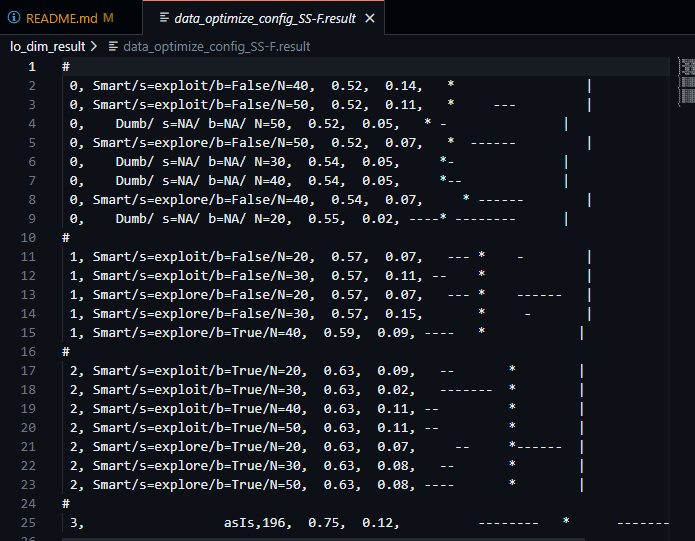 README.md M
data_optimize_config_SS-F.result ×
lo_dim_result > data_optimize_config_SS-F.result
1 #
2 0, Smart/s=exploit/b=False/N=40, 0.52, 0.14, * |
3 0, Smart/s=exploit/b=False/N=50, 0.52, 0.11, * --- |
4 0, Dumb/ s=NA/ b=NA/ N=50, 0.52, 0.05, * - |
5 0, Smart/s=explore/b=False/N=50, 0.52, 0.07, * ------ |
6 0, Dumb/ s=NA/ b=NA/ N=30, 0.54, 0.05, *- |
7 0, Dumb/ s=NA/ b=NA/ N=40, 0.54, 0.05, *-- |
8 0, Smart/s=explore/b=False/N=40, 0.54, 0.07, * ------ |
9 0, Dumb/ s=NA/ b=NA/ N=20, 0.55, 0.02, ----* -------- |
10 #
11 1, Smart/s=exploit/b=False/N=20, 0.57, 0.07, --- * - |
12 1, Smart/s=exploit/b=False/N=30, 0.57, 0.11, -- * |
13 1, Smart/s=explore/b=False/N=20, 0.57, 0.07, --- * ------ |
14 1, Smart/s=explore/b=False/N=30, 0.57, 0.15, * - |
15 1, Smart/s=explore/b=True/N=40, 0.59, 0.09, ---- * |
16 #
17 2, Smart/s=exploit/b=True/N=20, 0.63, 0.09, -- * |
18 2, Smart/s=exploit/b=True/N=30, 0.63, 0.02, ------- * |
19 2, Smart/s=exploit/b=True/N=40, 0.63, 0.11, -- * |
20 2, Smart/s=exploit/b=True/N=50, 0.63, 0.11, -- * |
21 2, Smart/s=explore/b=True/N=20, 0.63, 0.07, -- *------ |
22 2, Smart/s=explore/b=True/N=30, 0.63, 0.08, -- * |
23 2, Smart/s=explore/b=True/N=50, 0.63, 0.08, ---- * |
24 #
25 3, asIs,196, 0.75, 0.12, -------- * -------